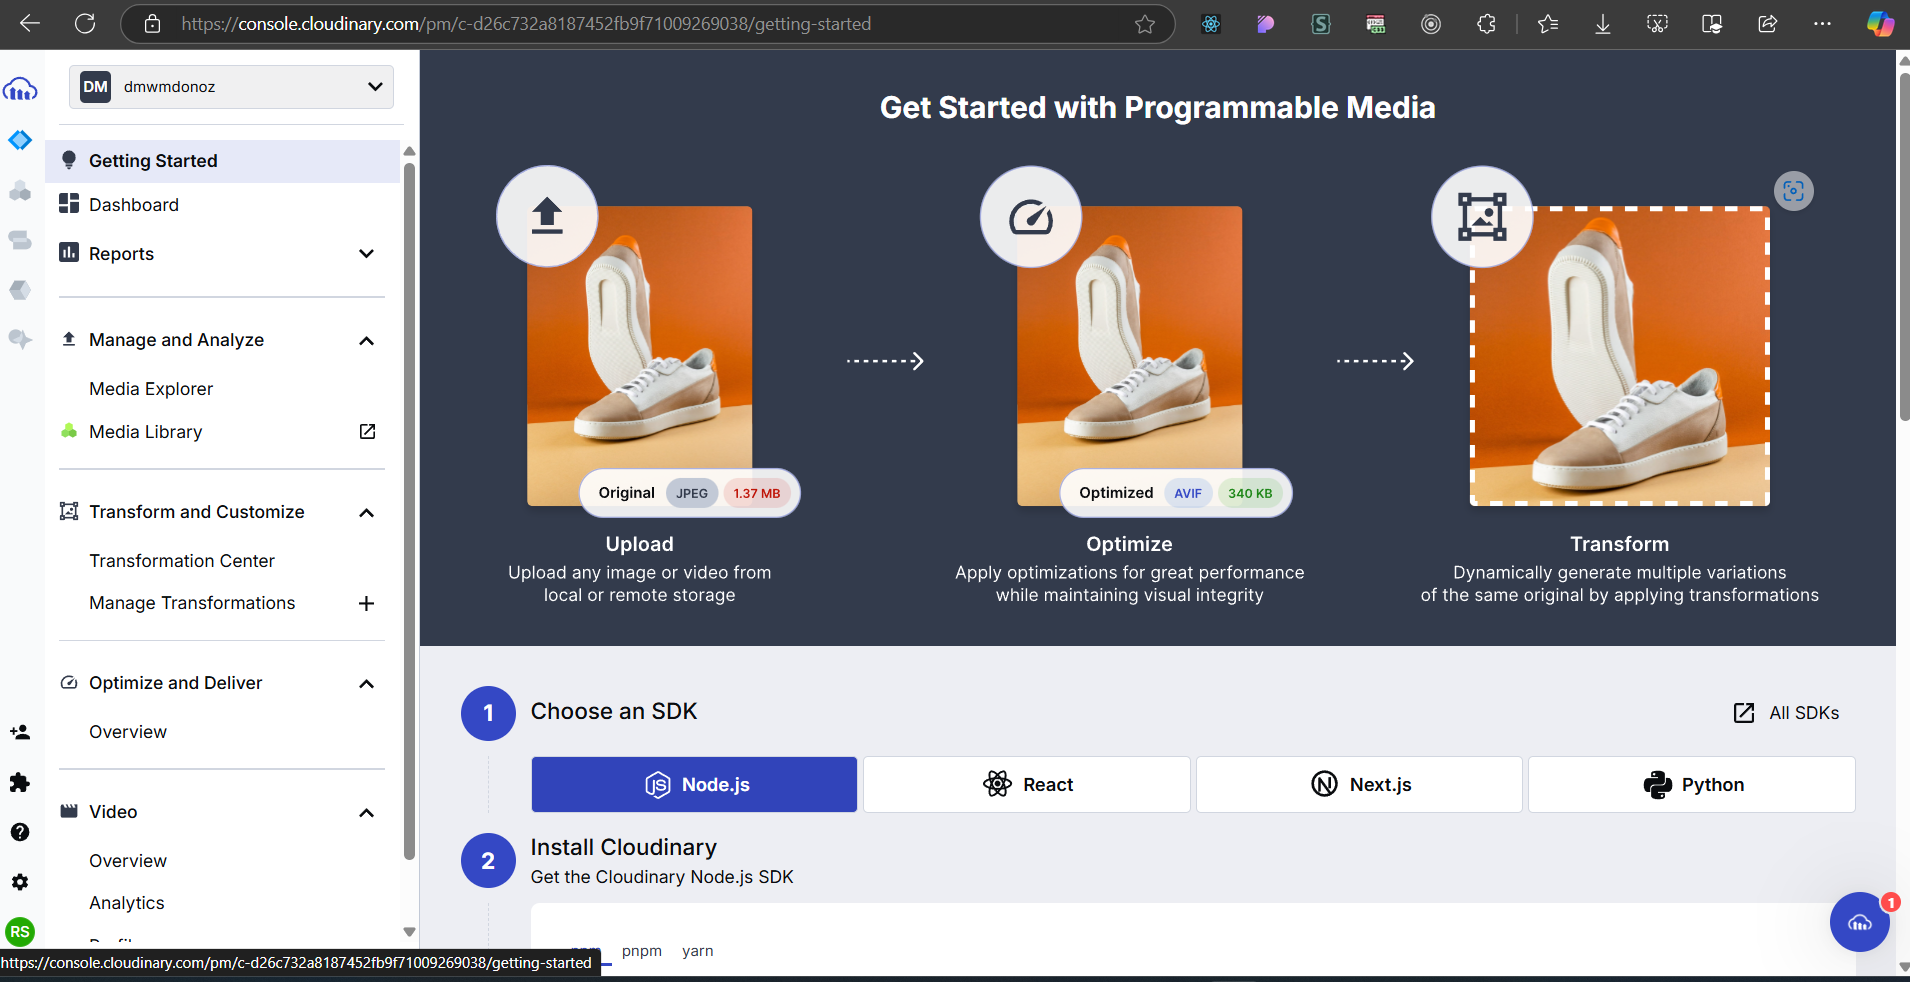 https://console.cloudinary.com/pm/c-d26c732a8187452fb9f71009269038/getting-started
DM dmwmdonoz
Getting Started
Dashboard
Reports
Manage and Analyze
Media Explorer
Media Library
Transform and Customize
Transformation Center
Manage Transformations
Optimize and Deliver
Overview
Video
Overview
Analytics
RS
https://console.cloudinary.com/pm/c-d26c732a8187452fb9f71009269038/getting-started
Get Started with Programmable Media
Original JPEG 1.37 MB
Upload
Upload any image or video from
local or remote storage
Optimized AVIF 340 KB
Optimize
Apply optimizations for great performance
while maintaining visual integrity
Transform
Dynamically generate multiple variations
of the same original by applying transformations
1 Choose an SDK
All SDKs
JS Node.js
React
N Next.js
Python
2 Install Cloudinary
Get the Cloudinary Node.js SDK
pnpm yarn
1